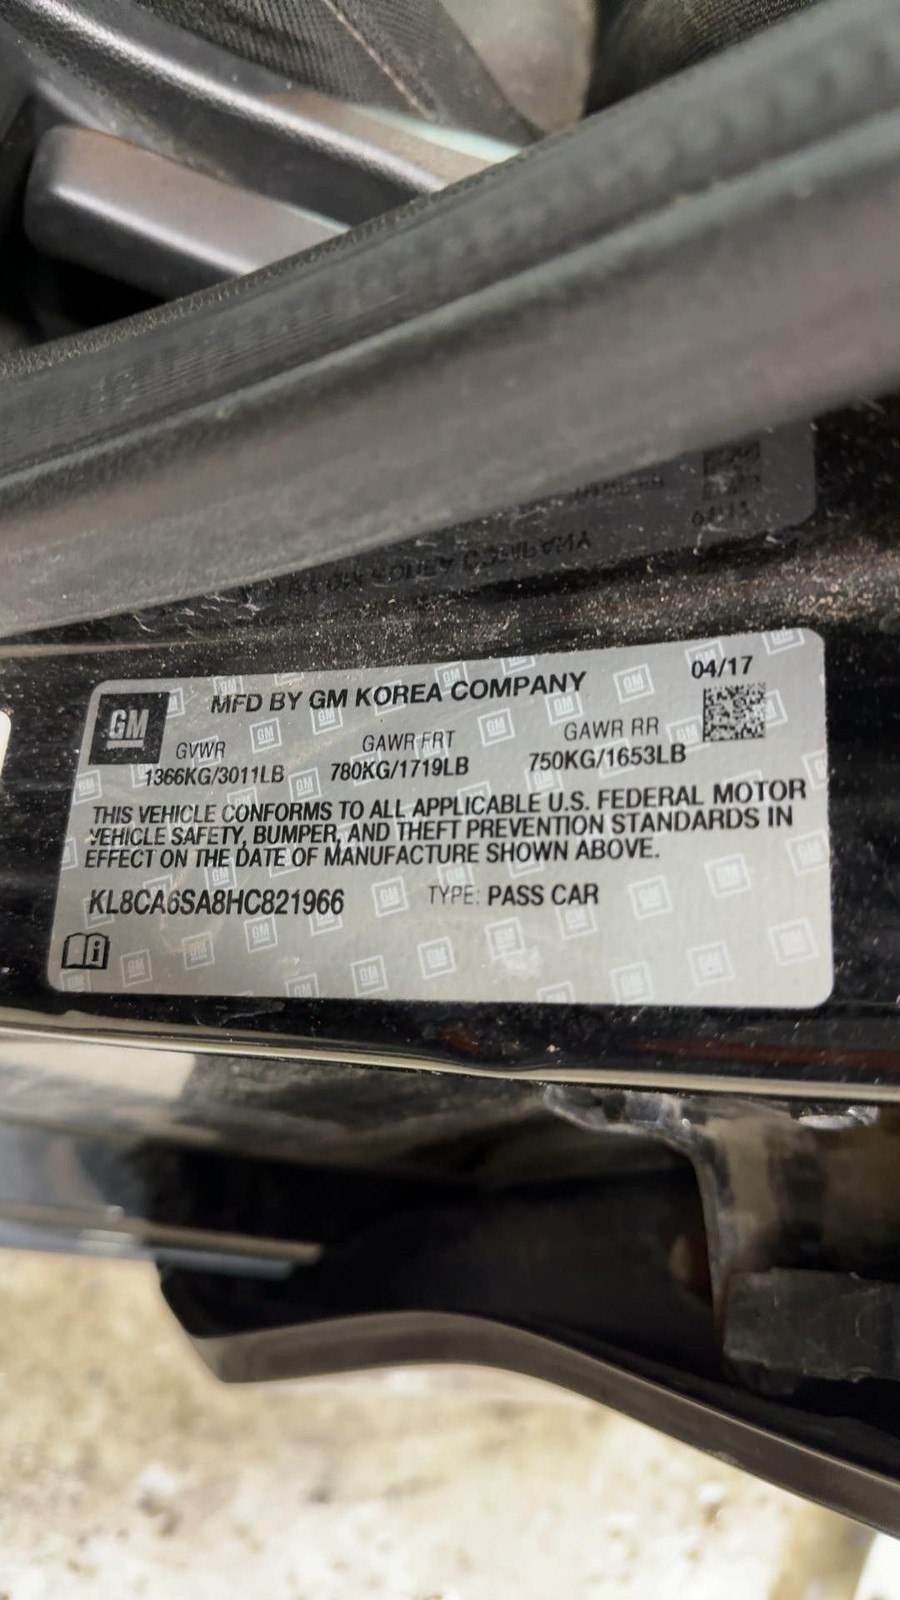 GM
MFD BY GM KOREA COMPANY
04/17
GVWR GAWR FRT GAWR RR
1366KG/3011LB 780KG/1719LB 750KG/1653LB
THIS VEHICLE CONFORMS TO ALL APPLICABLE U.S. FEDERAL MOTOR
VEHICLE SAFETY, BUMPER, AND THEFT PREVENTION STANDARDS IN
EFFECT ON THE DATE OF MANUFACTURE SHOWN ABOVE.
KL8CA6SA8HC821966 TYPE: PASS CAR